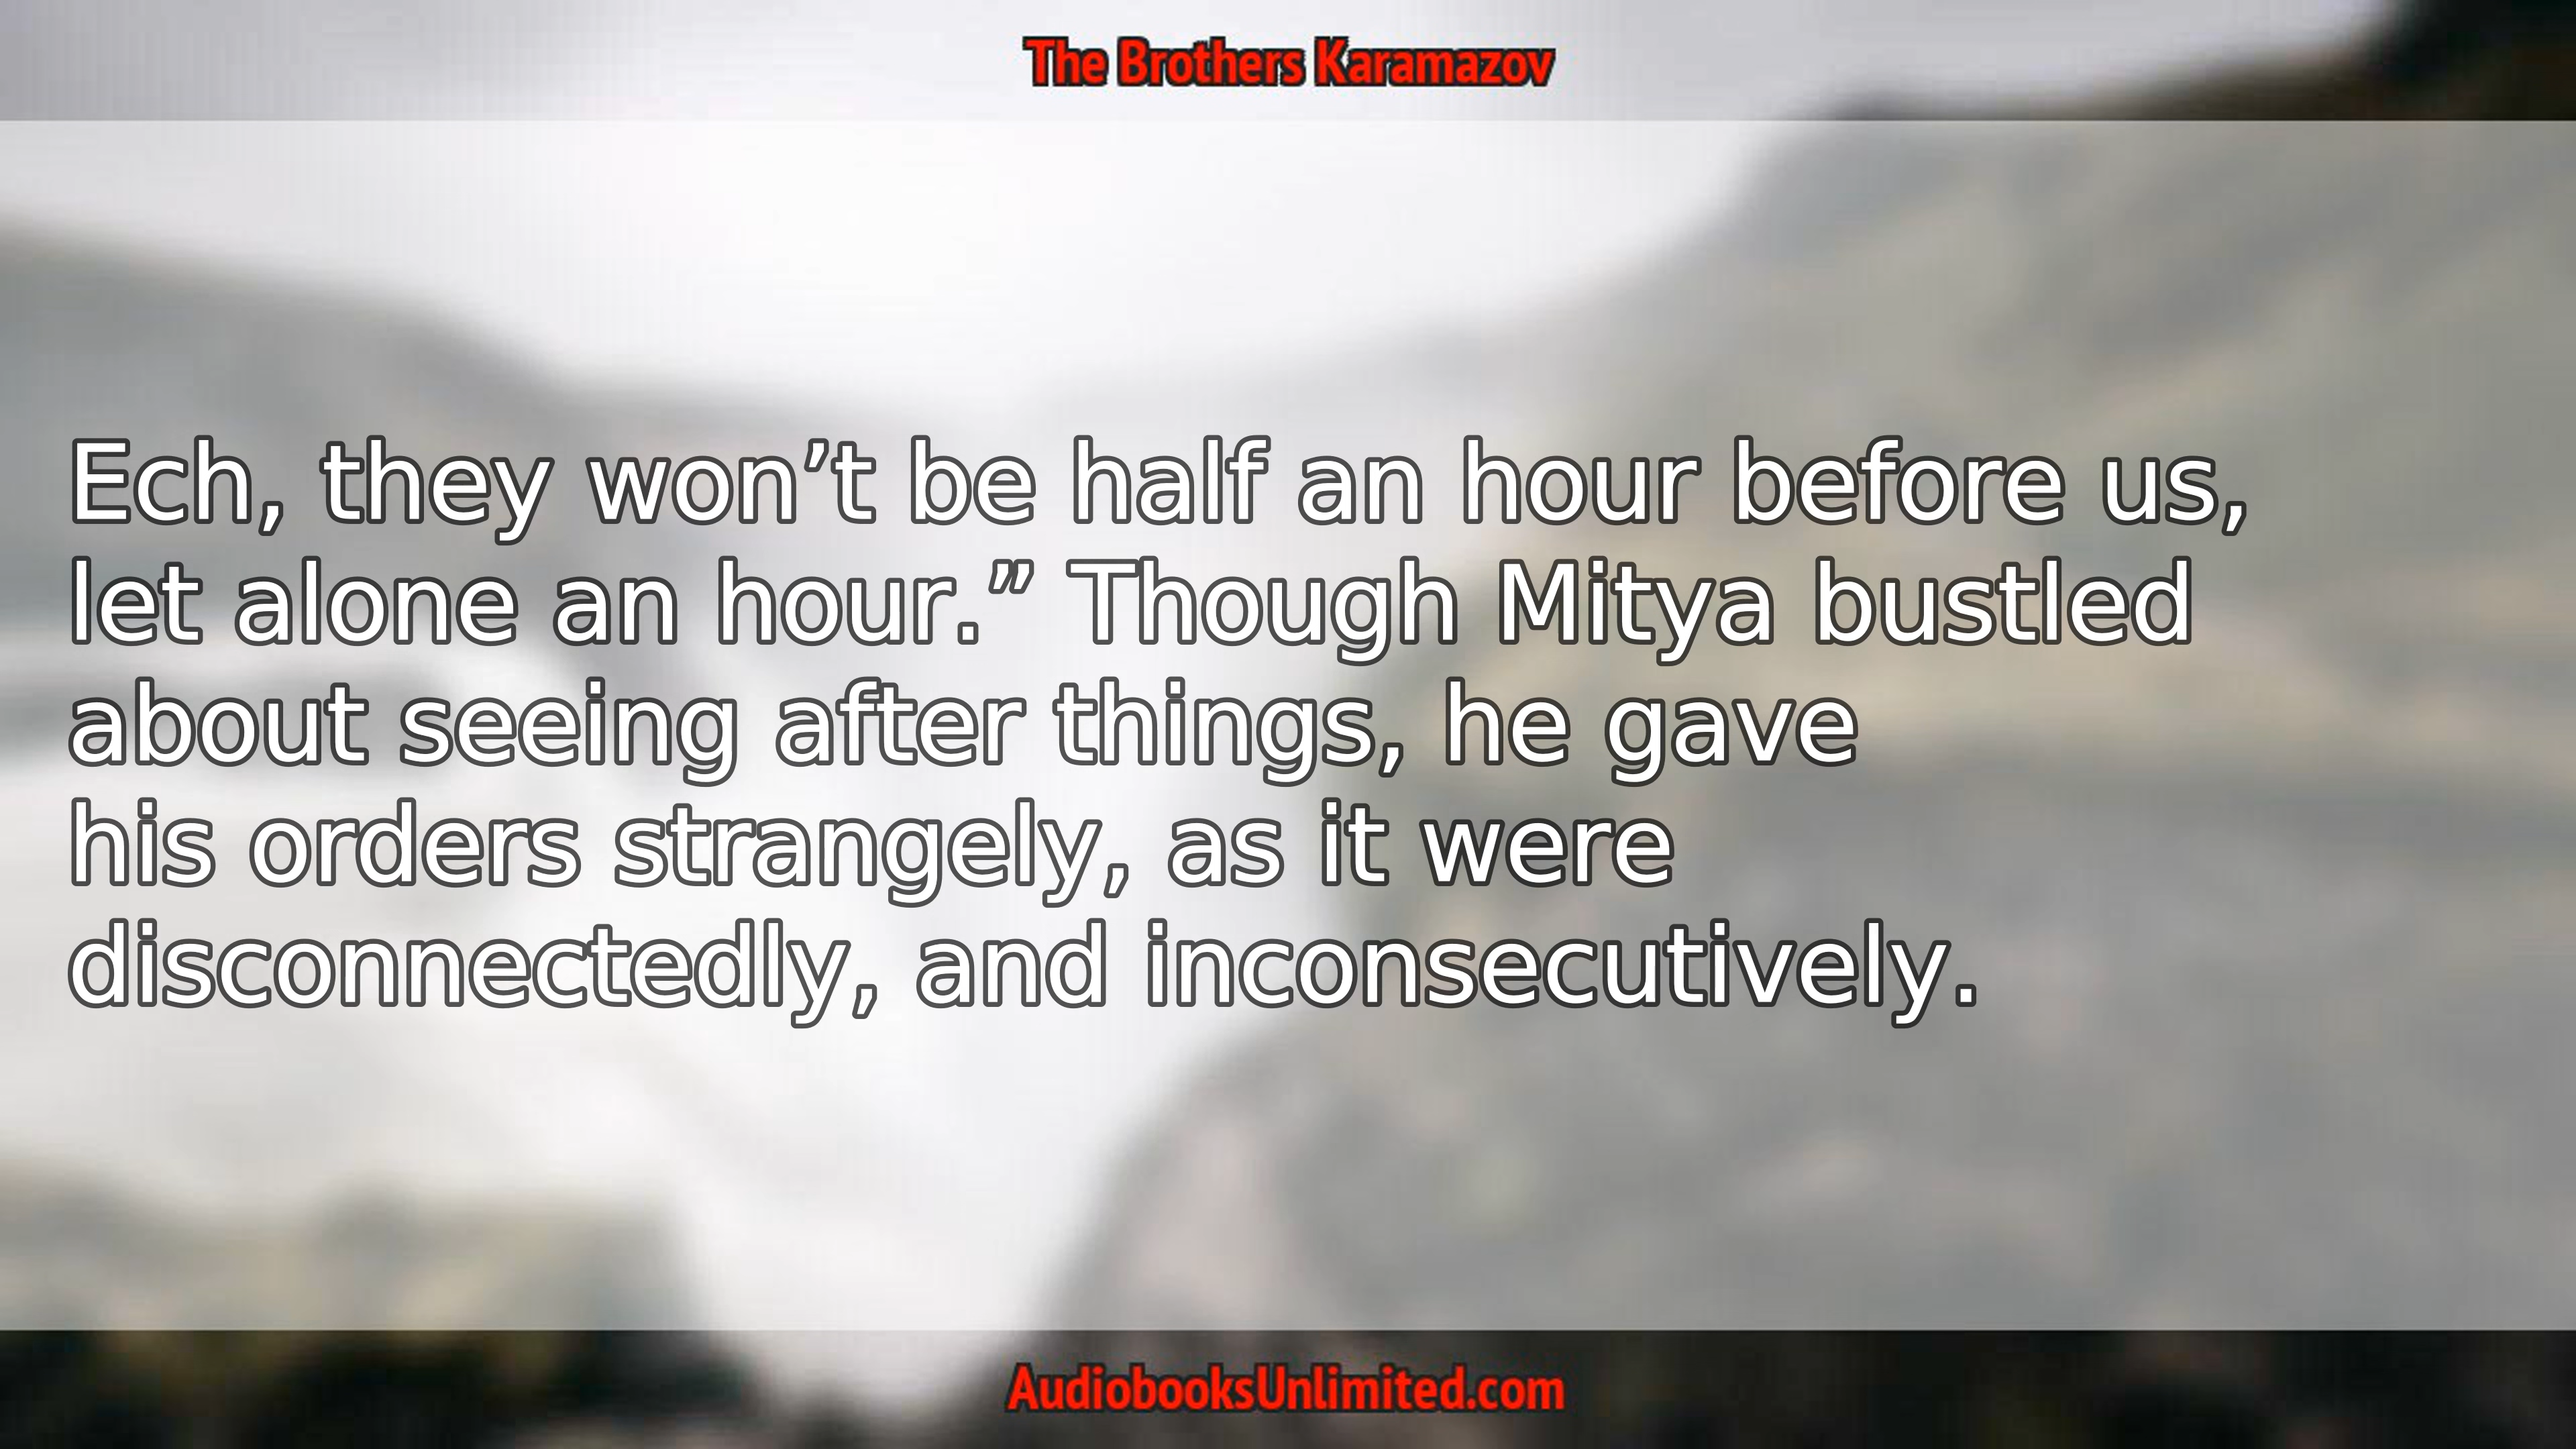 The Brothers Karamazov
Ech, they won’t be half an hour before us,
let alone an hour.” Though Mitya bustled
about seeing after things, he gave
his orders strangely, as it were
disconnectedly, and inconsecutively.
AudiobooksUnlimited.com